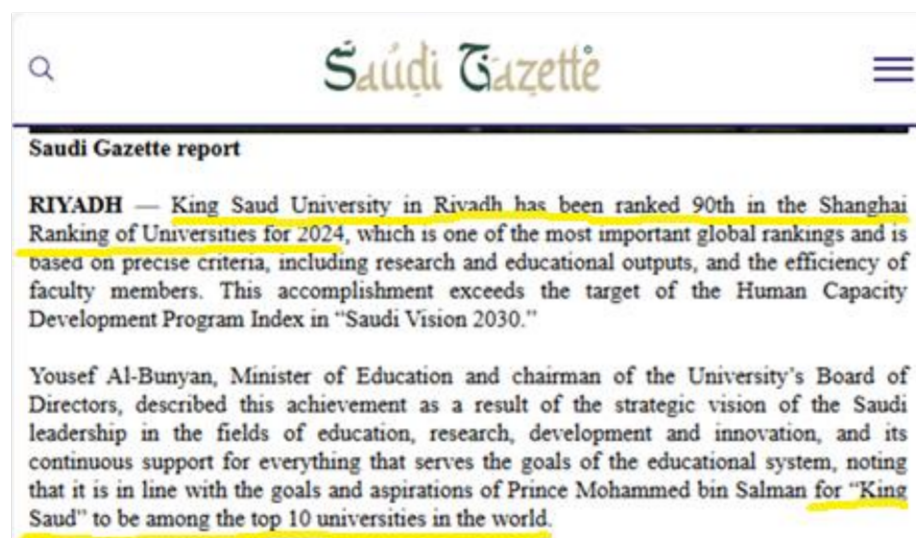 Saudi Gazette
Saudi Gazette report
RIYADH — King Saud University in Riyadh has been ranked 90th in the Shanghai
Ranking of Universities for 2024, which is one of the most important global rankings and is
based on precise criteria, including research and educational outputs, and the efficiency of
faculty members. This accomplishment exceeds the target of the Human Capacity
Development Program Index in “Saudi Vision 2030.”
Yousef Al-Bunyan, Minister of Education and chairman of the University’s Board of
Directors, described this achievement as a result of the strategic vision of the Saudi
leadership in the fields of education, research, development and innovation, and its
continuous support for everything that serves the goals of the educational system, noting
that it is in line with the goals and aspirations of Prince Mohammed bin Salman for “King
Saud” to be among the top 10 universities in the world.